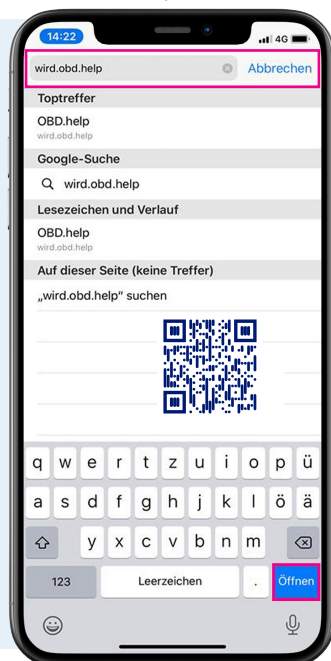 14:22
4G
wird.obd.help
Abbrechen
Toptreffer
OBD.help
wird.obd.help
Google-Suche
wird.obd.help
Lesezeichen und Verlauf
OBD.help
wird.obd.help
Auf dieser Seite (keine Treffer)
„wird.obd.help“ suchen
q w e r t z u i o p ü
a s d f g h j k l ö ä
y x c v b n m
123 Leerzeichen . Öffnen